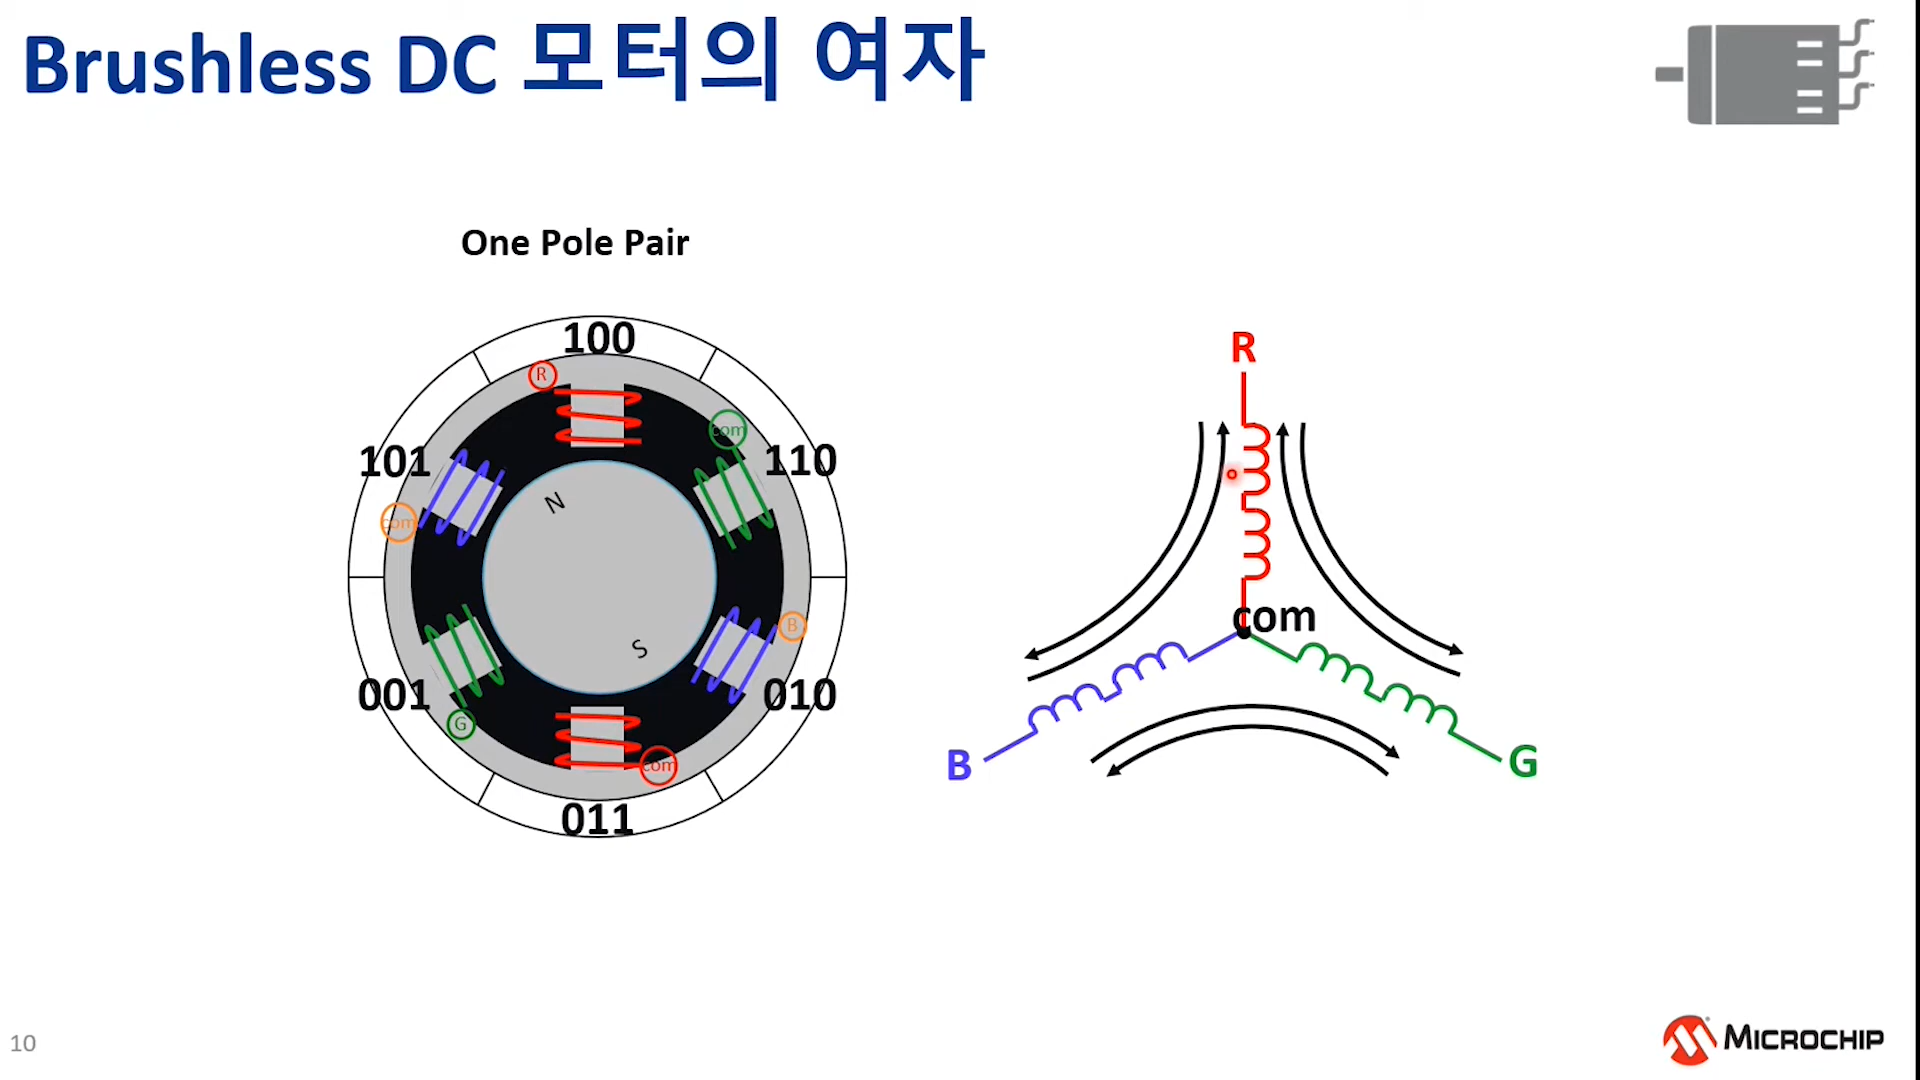 Brushless DC 모터의 여자
One Pole Pair
100
R
com
101
110
com
N
B
S
001
010
G
com
011
R
com
B
G
10
MICROCHIP